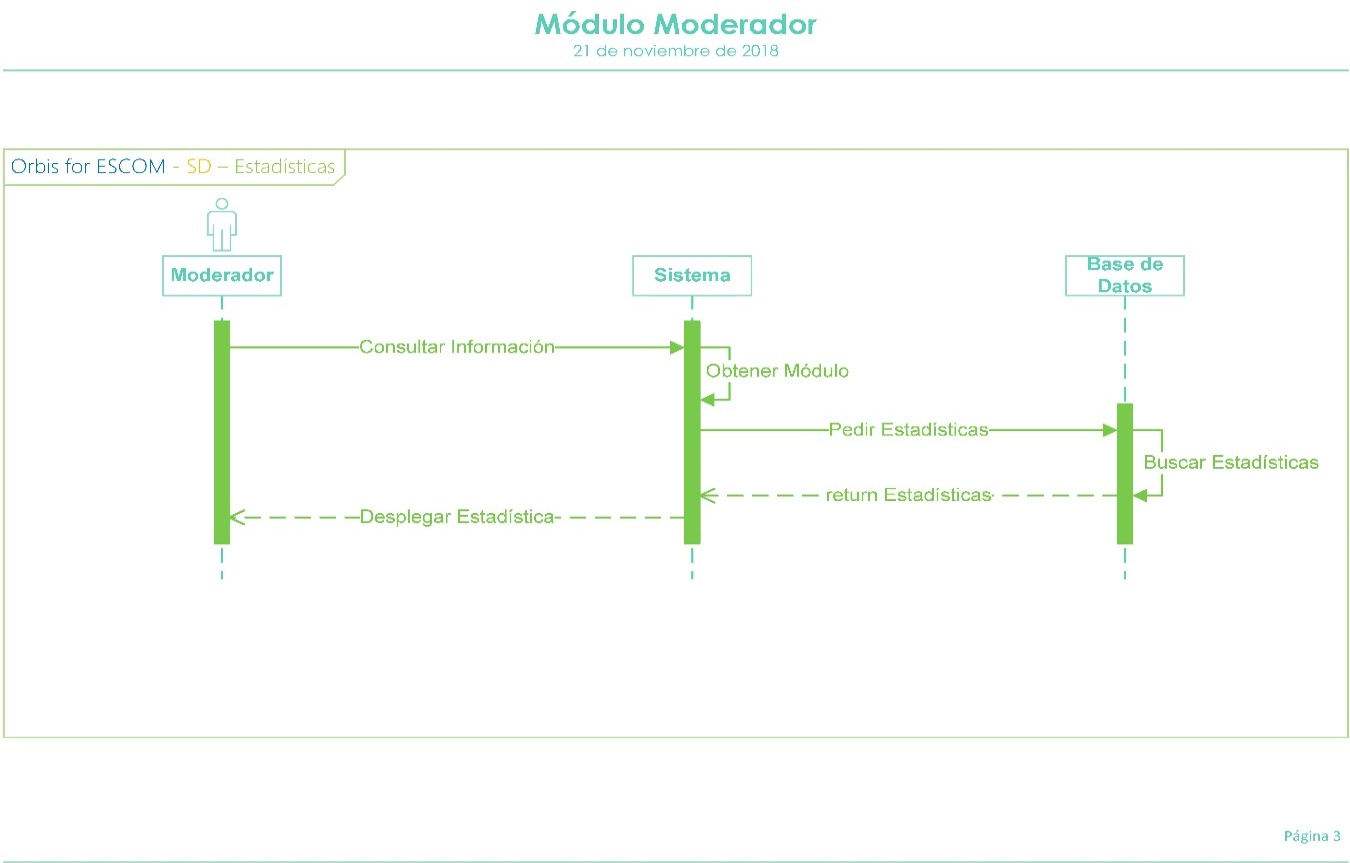 Módulo Moderador
21 de noviembre de 2018
Orbis for ESCOM - SD – Estadísticas
Moderador
Sistema
Base de
Datos
Consultar Información
Obtener Módulo
Pedir Estadísticas
Buscar Estadísticas
return Estadísticas
Desplegar Estadística
Página 3